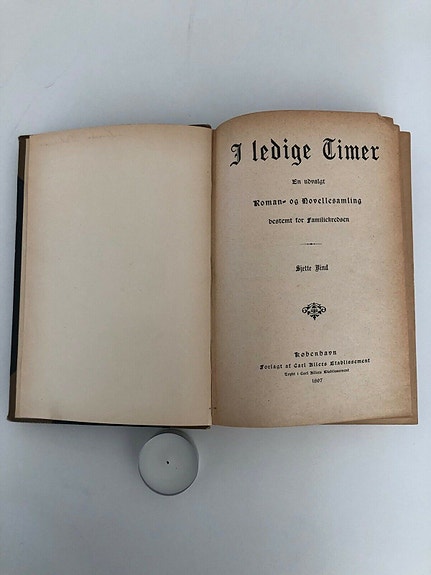 I ledige Timer
En udvalgt
Roman- og Novellesamling
bestemt for Familiekredsen
Sjette Bind
København
Forlagt af Carl Allers Etablissement
Trykt i Carl Allers Etablissement
1897